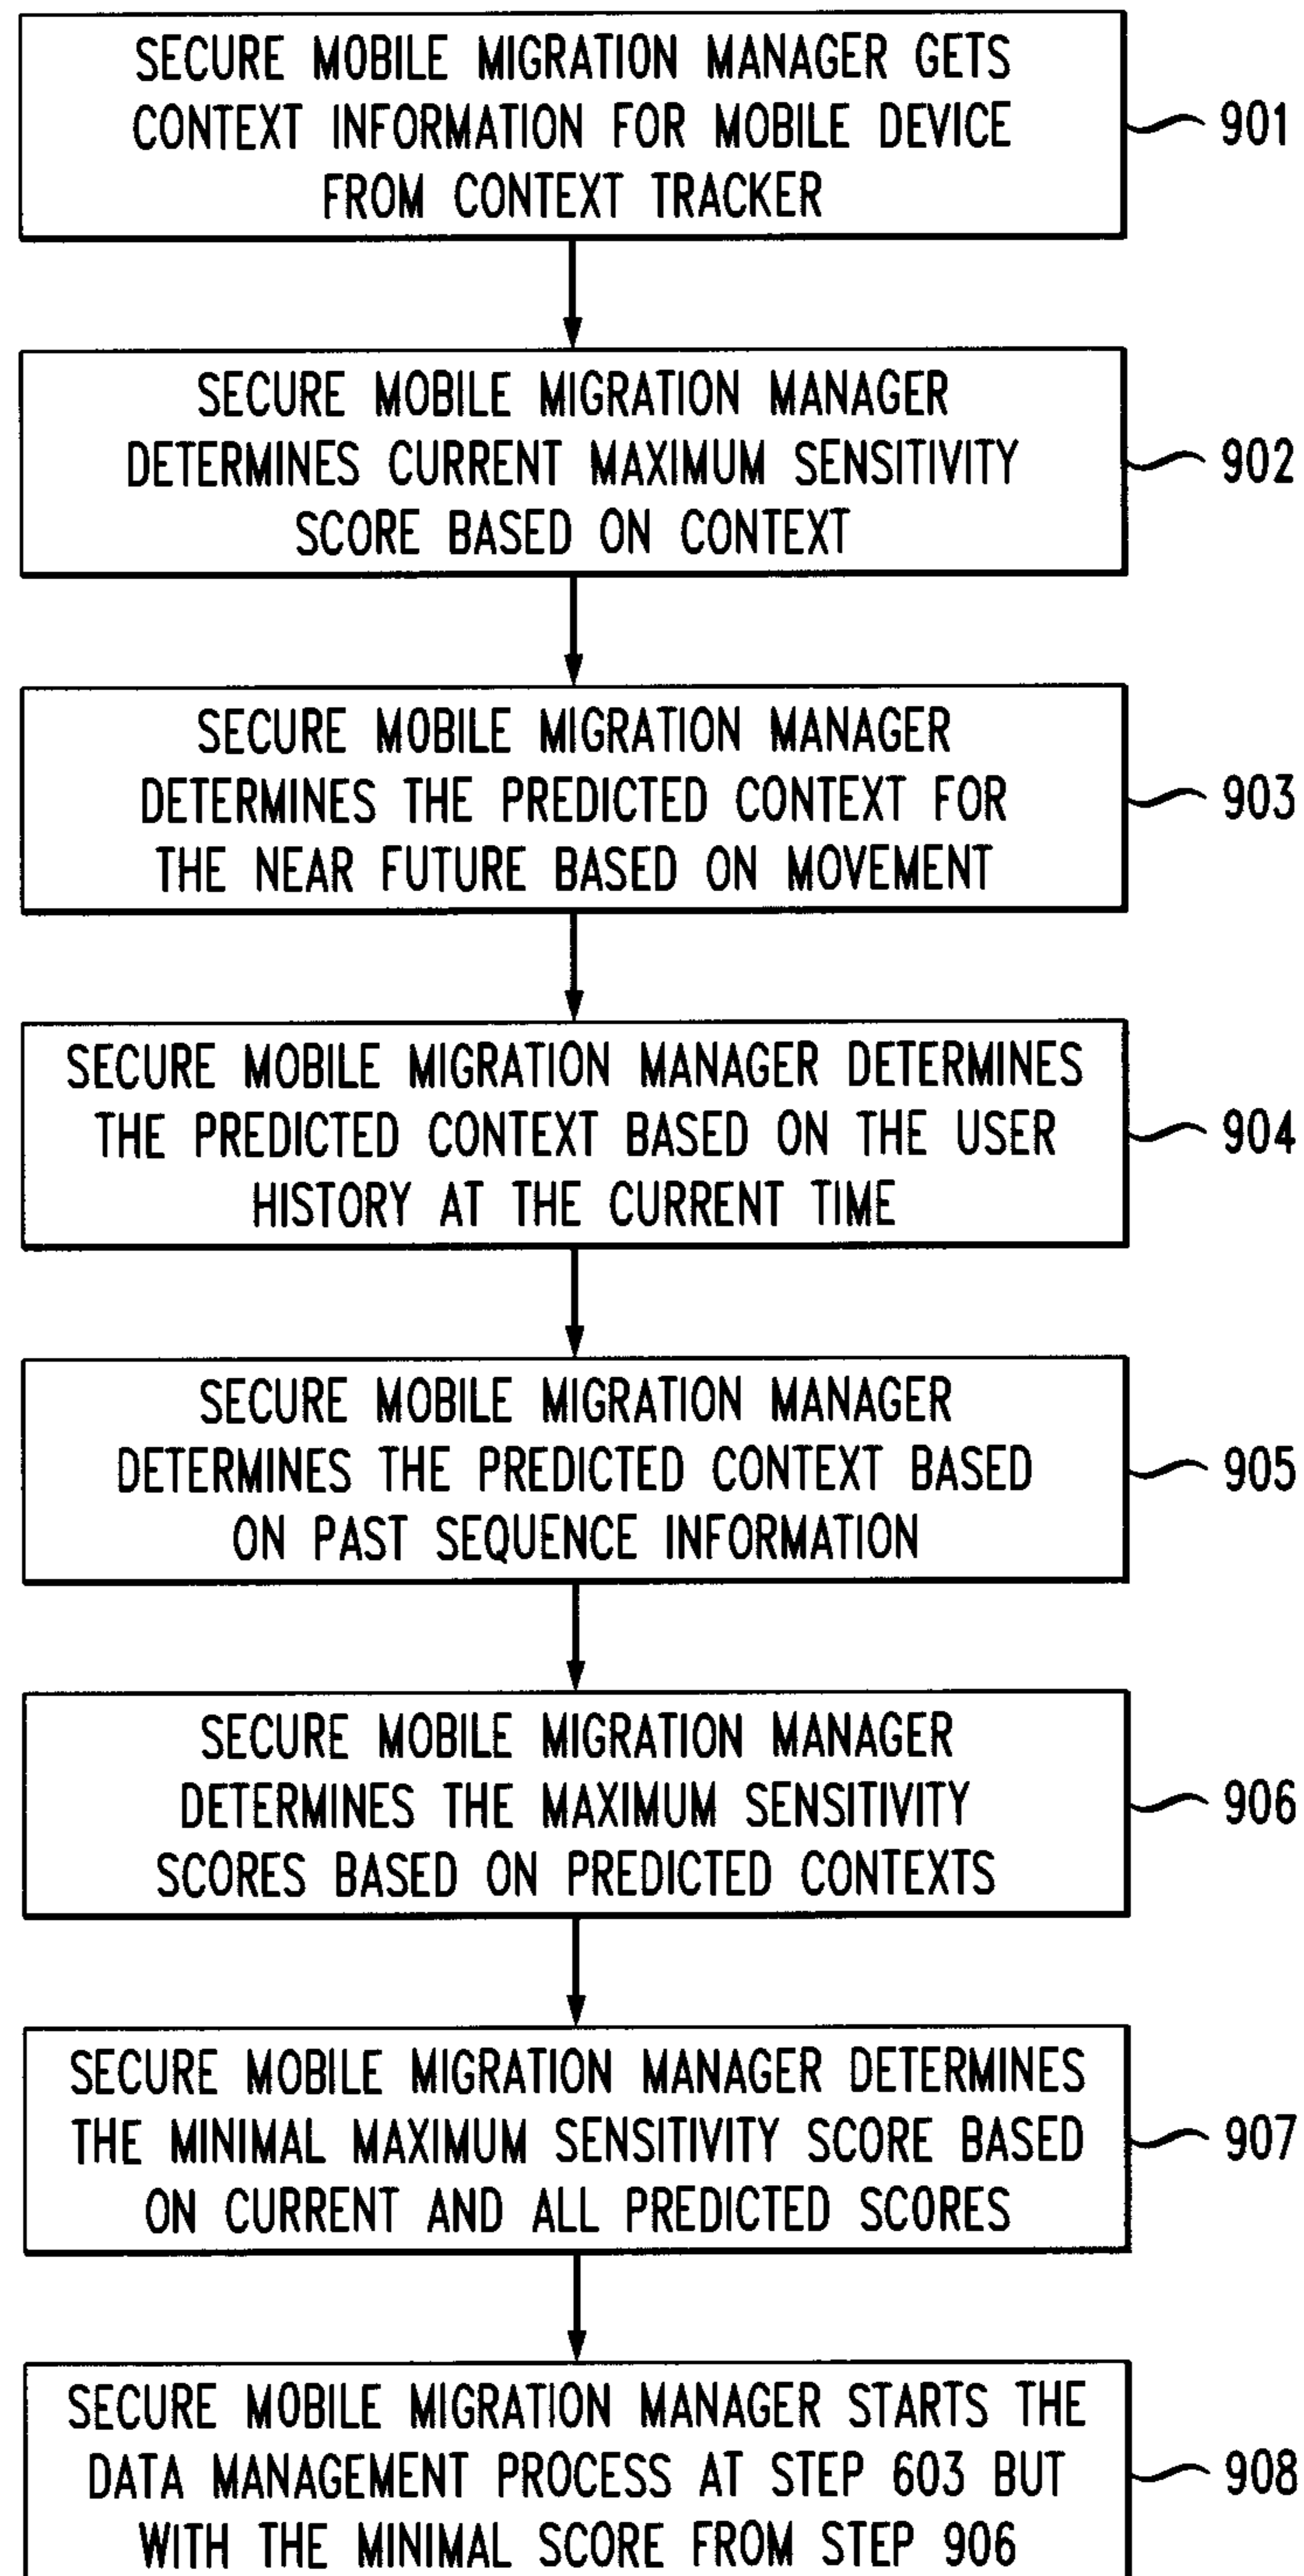 SECURE MOBILE MIGRATION MANAGER GETS
CONTEXT INFORMATION FOR MOBILE DEVICE
FROM CONTEXT TRACKER
901
SECURE MOBILE MIGRATION MANAGER
DETERMINES CURRENT MAXIMUM SENSITIVITY
SCORE BASED ON CONTEXT
902
SECURE MOBILE MIGRATION MANAGER
DETERMINES THE PREDICTED CONTEXT FOR
THE NEAR FUTURE BASED ON MOVEMENT
903
SECURE MOBILE MIGRATION MANAGER DETERMINES
THE PREDICTED CONTEXT BASED ON THE USER
HISTORY AT THE CURRENT TIME
904
SECURE MOBILE MIGRATION MANAGER
DETERMINES THE PREDICTED CONTEXT BASED
ON PAST SEQUENCE INFORMATION
905
SECURE MOBILE MIGRATION MANAGER
DETERMINES THE MAXIMUM SENSITIVITY
SCORES BASED ON PREDICTED CONTEXTS
906
SECURE MOBILE MIGRATION MANAGER DETERMINES
THE MINIMAL MAXIMUM SENSITIVITY SCORE BASED
ON CURRENT AND ALL PREDICTED SCORES
907
SECURE MOBILE MIGRATION MANAGER STARTS THE
DATA MANAGEMENT PROCESS AT STEP 603 BUT
WITH THE MINIMAL SCORE FROM STEP 906
908